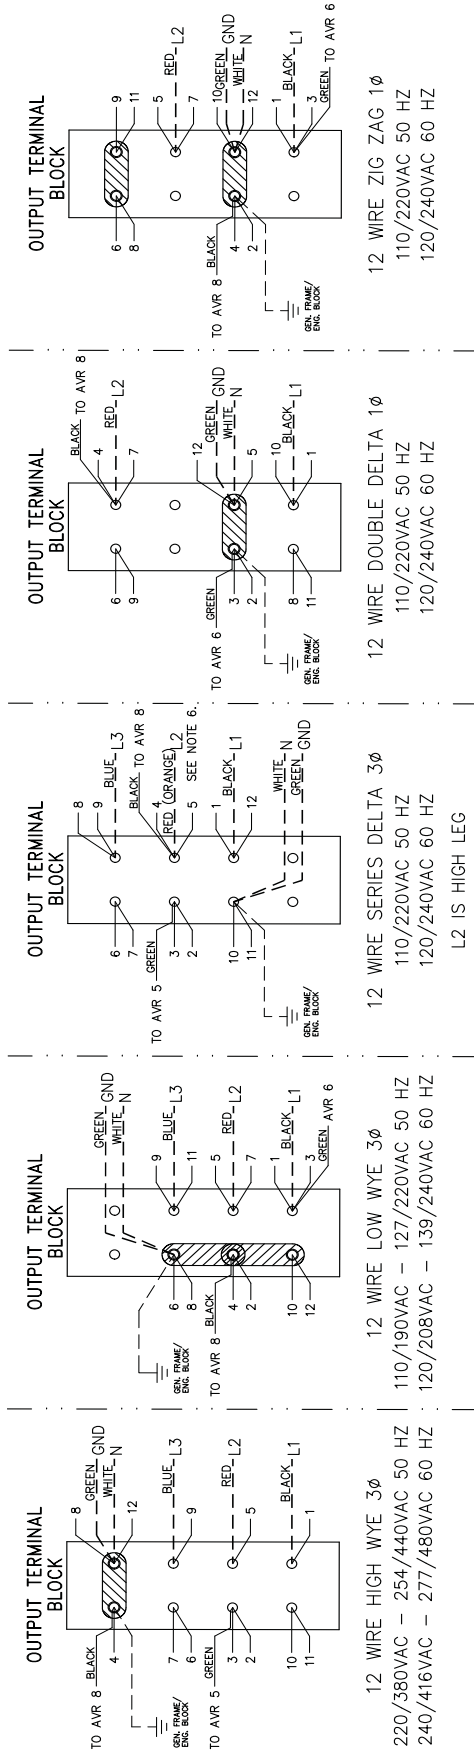 OUTPUT TERMINAL
BLOCK
9
11
6
8
5
7
RED
L2
TO AVR 8
BLACK
4
2
10
12
GREEN
GND
WHITE
N
GEN. FRAME/
ENG. BLOCK
1
3
BLACK
L1
GREEN
TO AVR 6
12 WIRE ZIG ZAG 1Ø
110/220VAC 50 HZ
120/240VAC 60 HZ
OUTPUT TERMINAL
BLOCK
BLACK
TO AVR 8
4
7
RED
L2
6
9
TO AVR 6
GREEN
3
2
12
5
GREEN
GND
WHITE
N
GEN. FRAME/
ENG. BLOCK
10
1
BLACK
L1
8
11
12 WIRE DOUBLE DELTA 1Ø
110/220VAC 50 HZ
120/240VAC 60 HZ
OUTPUT TERMINAL
BLOCK
8
9
BLUE
L3
6
7
BLACK
TO AVR 8
4
5
RED (ORANGE)
L2
SEE NOTE 6.
TO AVR 5
GREEN
3
2
1
12
BLACK
L1
10
11
WHITE
N
GREEN
GND
GEN. FRAME/
ENG. BLOCK
12 WIRE SERIES DELTA 3Ø
110/220VAC 50 HZ
120/240VAC 60 HZ
L2 IS HIGH LEG
OUTPUT TERMINAL
BLOCK
GREEN
GND
WHITE
N
9
11
BLUE
L3
6
8
GEN. FRAME/
ENG. BLOCK
5
7
RED
L2
TO AVR 8
BLACK
4
2
1
3
BLACK
L1
GREEN
AVR 6
10
12
12 WIRE LOW WYE 3Ø
110/190VAC – 127/220VAC 50 HZ
120/208VAC – 139/240VAC 60 HZ
OUTPUT TERMINAL
BLOCK
8
12
GREEN
GND
WHITE
N
TO AVR 8
BLACK
4
GEN. FRAME/
ENG. BLOCK
9
BLUE
L3
7
6
5
RED
L2
TO AVR 5
GREEN
3
2
1
BLACK
L1
10
11
12 WIRE HIGH WYE 3Ø
220/380VAC – 254/440VAC 50 HZ
240/416VAC – 277/480VAC 60 HZ